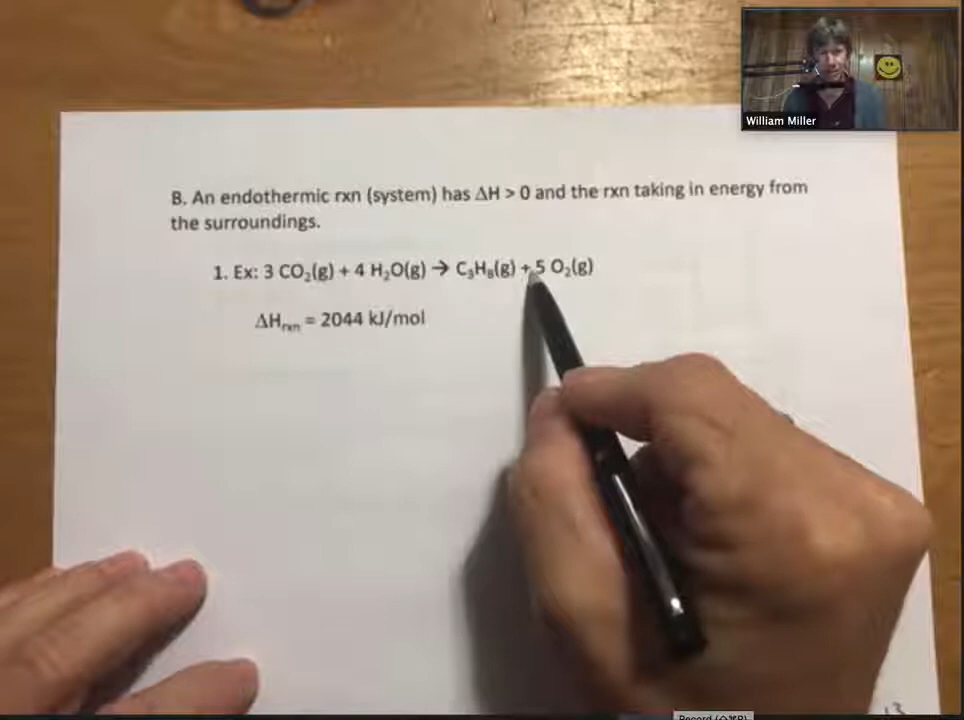 William Miller
B. An endothermic rxn (system) has ΔH > 0 and the rxn taking in energy from
the surroundings.
1. Ex: 3 CO₂(g) + 4 H₂O(g) → C₃H₈(g) + 5 O₂(g)
ΔHᵣₓₙ = 2044 kJ/mol
13